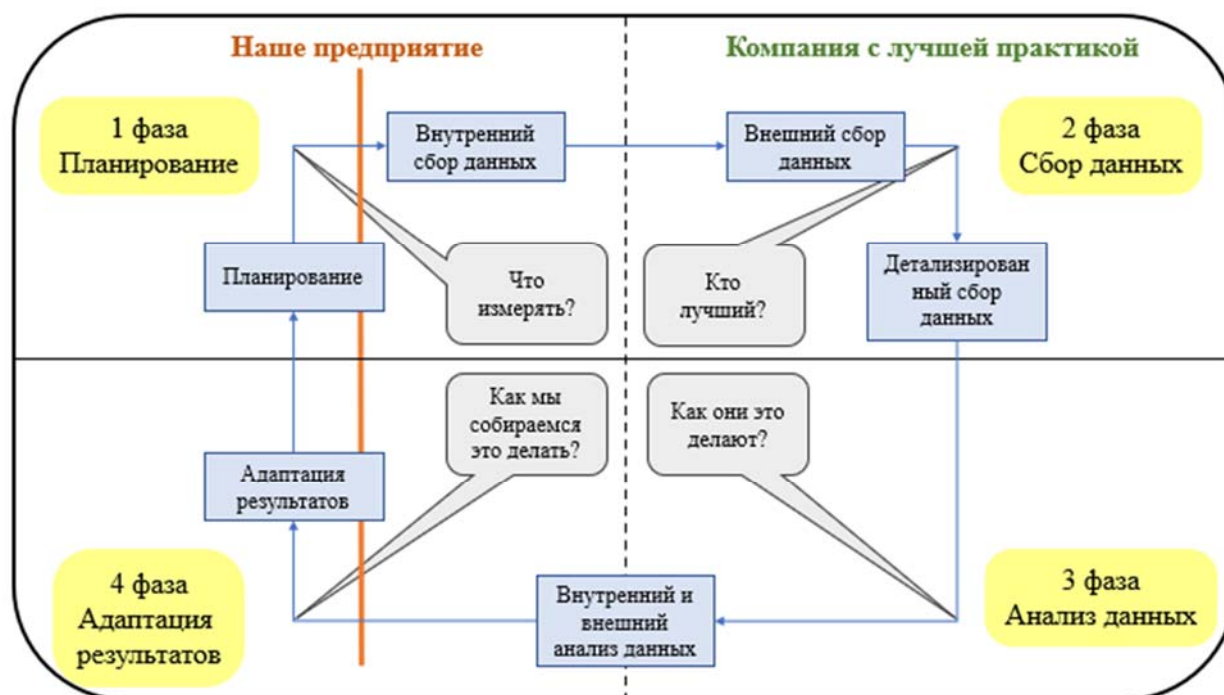 Наше предприятие
Компания с лучшей практикой
1 фаза
Планирование
Внутренний
сбор данных
Внешний сбор
данных
2 фаза
Сбор данных
Планирование
Что
измерять?
Кто
лучший?
Детализирован
ный сбор
данных
Как мы
собираемся
это делать?
Как они это
делают?
Адаптация
результатов
4 фаза
Адаптация
результатов
Внутренний и
внешний
анализ данных
3 фаза
Анализ данных